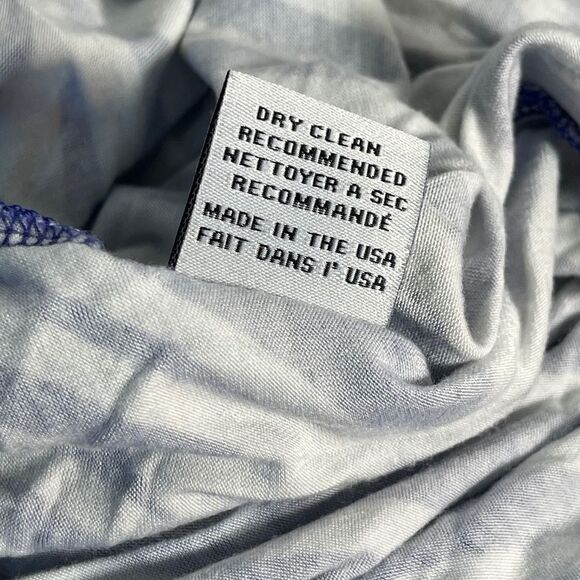 DRY CLEAN
RECOMMENDED
NETTOYER A SEC
RECOMMANDÉ
MADE IN THE USA
FAIT DANS I' USA